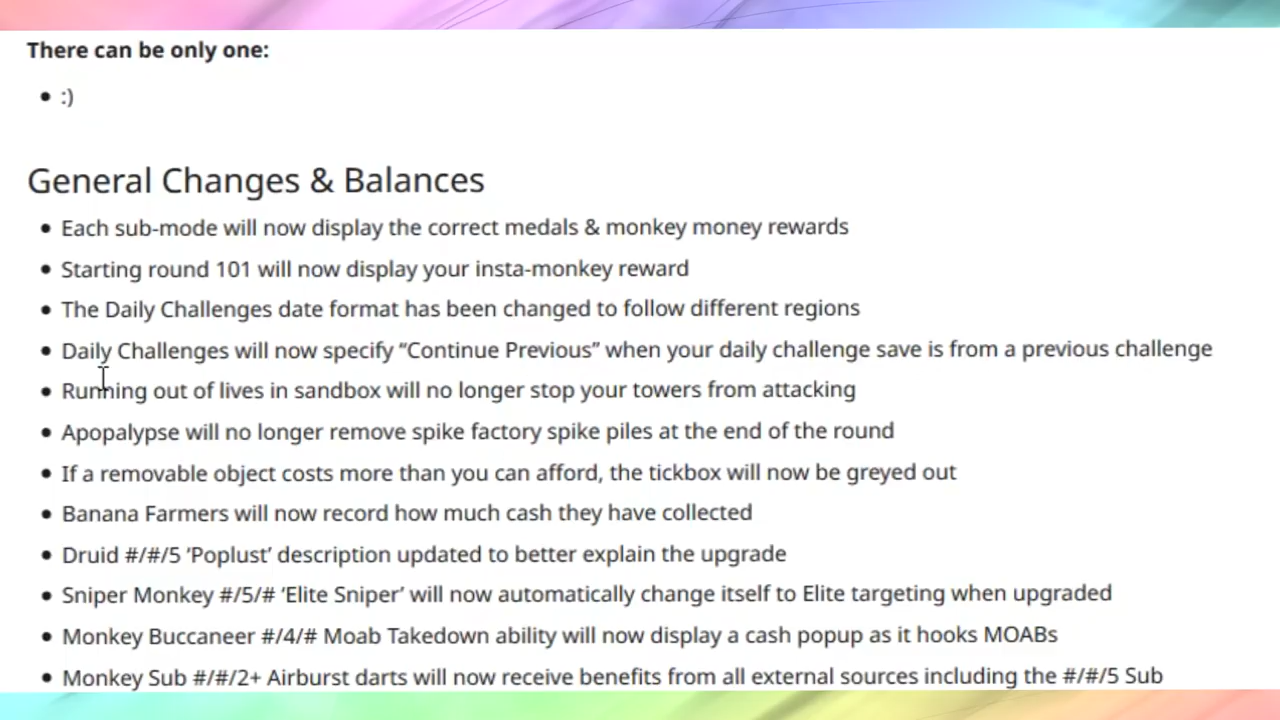 There can be only one:
• :)
General Changes & Balances
• Each sub-mode will now display the correct medals & monkey money rewards
• Starting round 101 will now display your insta-monkey reward
• The Daily Challenges date format has been changed to follow different regions
• Daily Challenges will now specify “Continue Previous” when your daily challenge save is from a previous challenge
• Running out of lives in sandbox will no longer stop your towers from attacking
• Apopalypse will no longer remove spike factory spike piles at the end of the round
• If a removable object costs more than you can afford, the tickbox will now be greyed out
• Banana Farmers will now record how much cash they have collected
• Druid #/#/5 ‘Poplust’ description updated to better explain the upgrade
• Sniper Monkey #/5/# ‘Elite Sniper’ will now automatically change itself to Elite targeting when upgraded
• Monkey Buccaneer #/4/# Moab Takedown ability will now display a cash popup as it hooks MOABs
• Monkey Sub #/#/2+ Airburst darts will now receive benefits from all external sources including the #/#/5 Sub